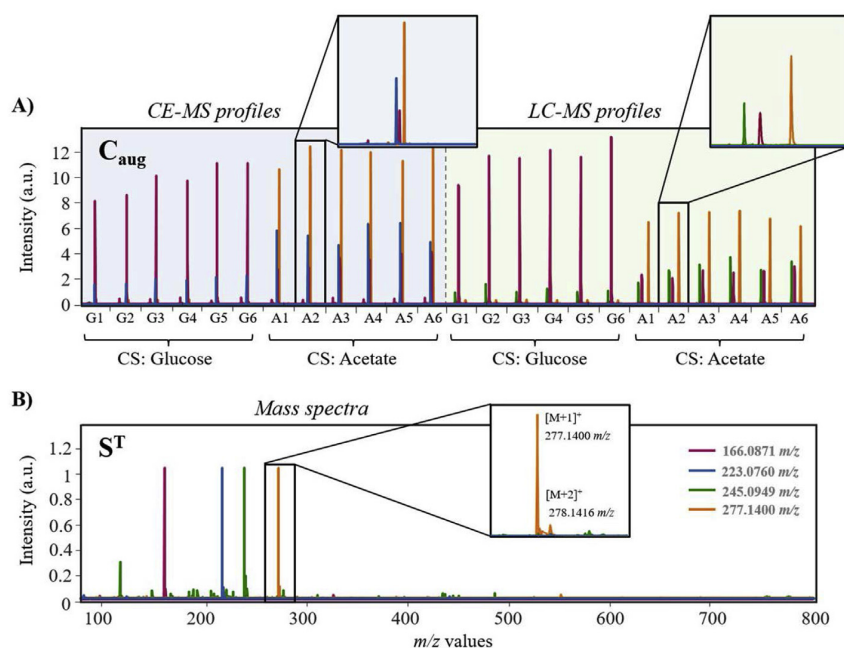 A)
CE-MS profiles
LC-MS profiles
C_aug
Intensity (a.u.)
12
10
8
6
4
2
0
G1 G2 G3 G4 G5 G6 A1 A2 A3 A4 A5 A6 G1 G2 G3 G4 G5 G6 A1 A2 A3 A4 A5 A6
CS: Glucose CS: Acetate CS: Glucose CS: Acetate
B)
Mass spectra
S^T
[M+1]+
277.1400 m/z
[M+2]+
278.1416 m/z
166.0871 m/z
223.0760 m/z
245.0949 m/z
277.1400 m/z
Intensity (a.u.)
1.2
1
0.8
0.6
0.4
0.2
0
100 200 300 400 500 600 700 800
m/z values